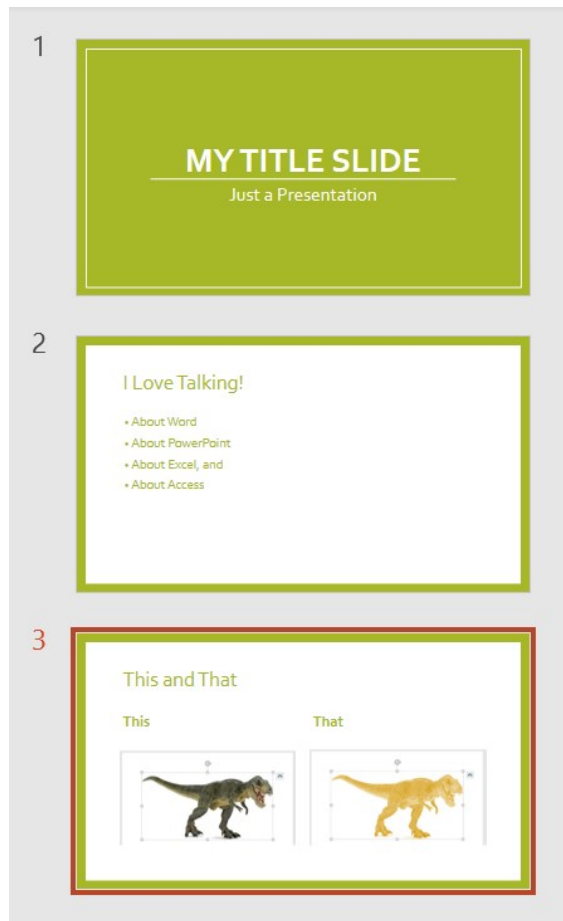 1
MY TITLE SLIDE
Just a Presentation
2
I Love Talking!
• About Word
• About PowerPoint
• About Excel, and
• About Access
3
This and That
This That